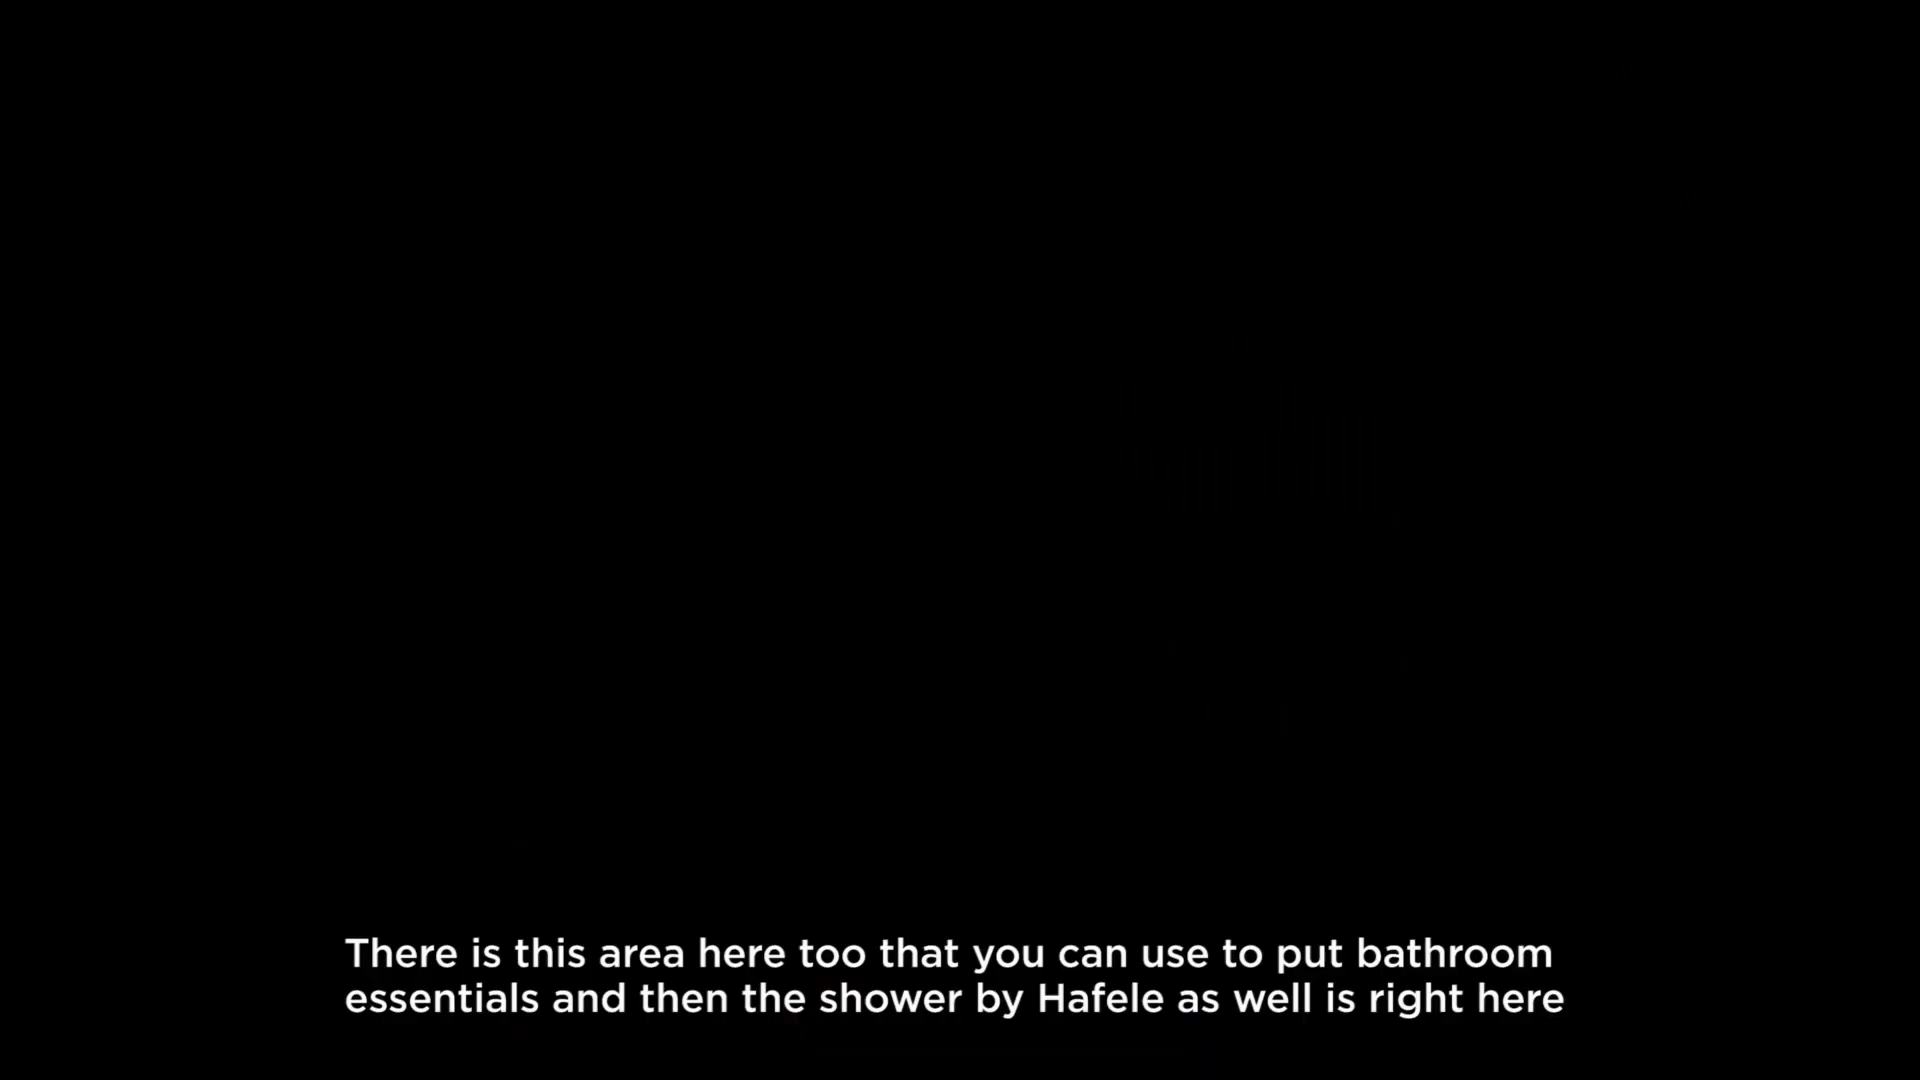 There is this area here too that you can use to put bathroom
essentials and then the shower by Hafele as well is right here